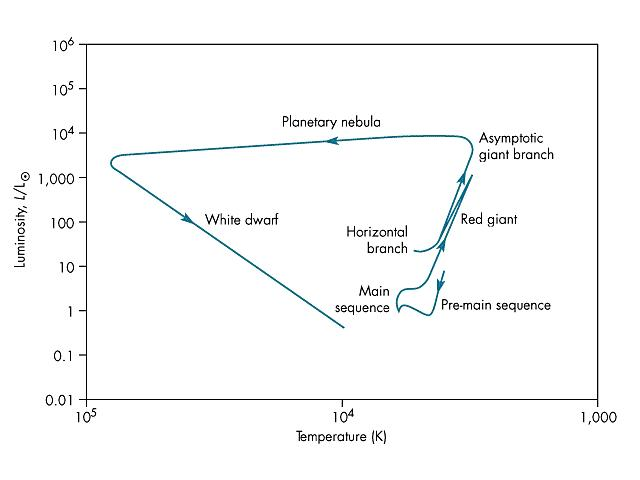 10⁶
10⁵
10⁴
1,000
100
10
1
0.1
0.01
Luminosity, L/L⊙
Planetary nebula
Asymptotic
giant branch
White dwarf
Red giant
Horizontal
branch
Main
sequence
Pre-main sequence
10⁵
10⁴
1,000
Temperature (K)